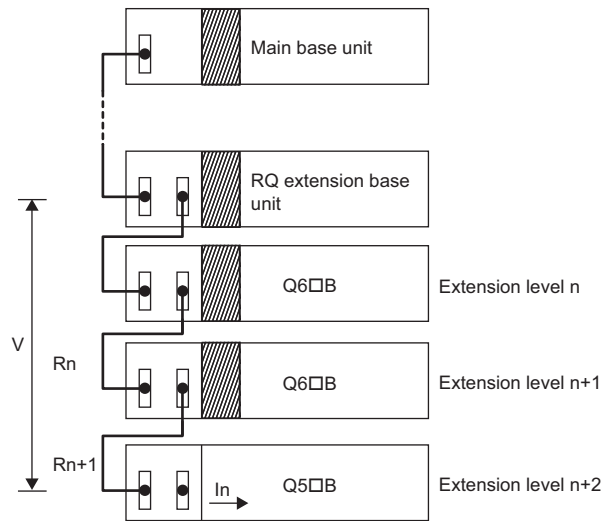 Main base unit
RQ extension base
unit
Q6□B
Extension level n
V
Rn
Q6□B
Extension level n+1
Rn+1
In
Q5□B
Extension level n+2